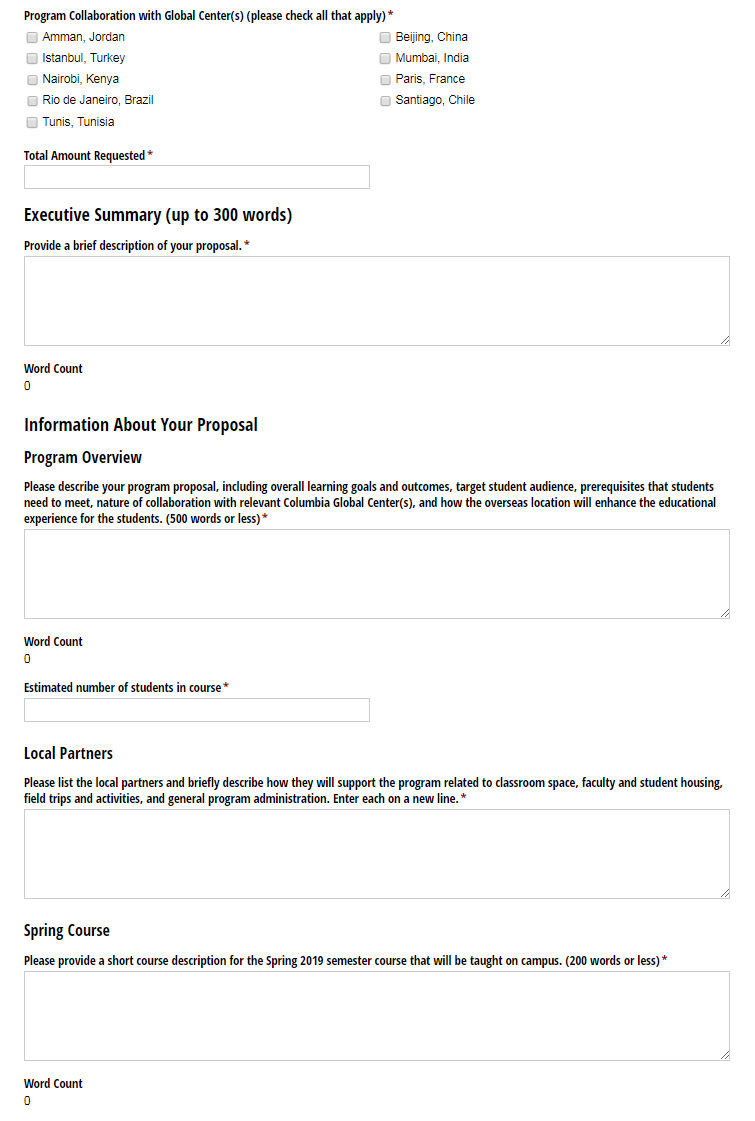 Program Collaboration with Global Center(s) (please check all that apply) *
Amman, Jordan
Beijing, China
Istanbul, Turkey
Mumbai, India
Nairobi, Kenya
Paris, France
Rio de Janeiro, Brazil
Santiago, Chile
Tunis, Tunisia
Total Amount Requested *
Executive Summary (up to 300 words)
Provide a brief description of your proposal. *
Word Count
0
Information About Your Proposal
Program Overview
Please describe your program proposal, including overall learning goals and outcomes, target student audience, prerequisites that students
need to meet, nature of collaboration with relevant Columbia Global Center(s), and how the overseas location will enhance the educational
experience for the students. (500 words or less) *
Word Count
0
Estimated number of students in course *
Local Partners
Please list the local partners and briefly describe how they will support the program related to classroom space, faculty and student housing,
field trips and activities, and general program administration. Enter each on a new line. *
Spring Course
Please provide a short course description for the Spring 2019 semester course that will be taught on campus. (200 words or less) *
Word Count
0